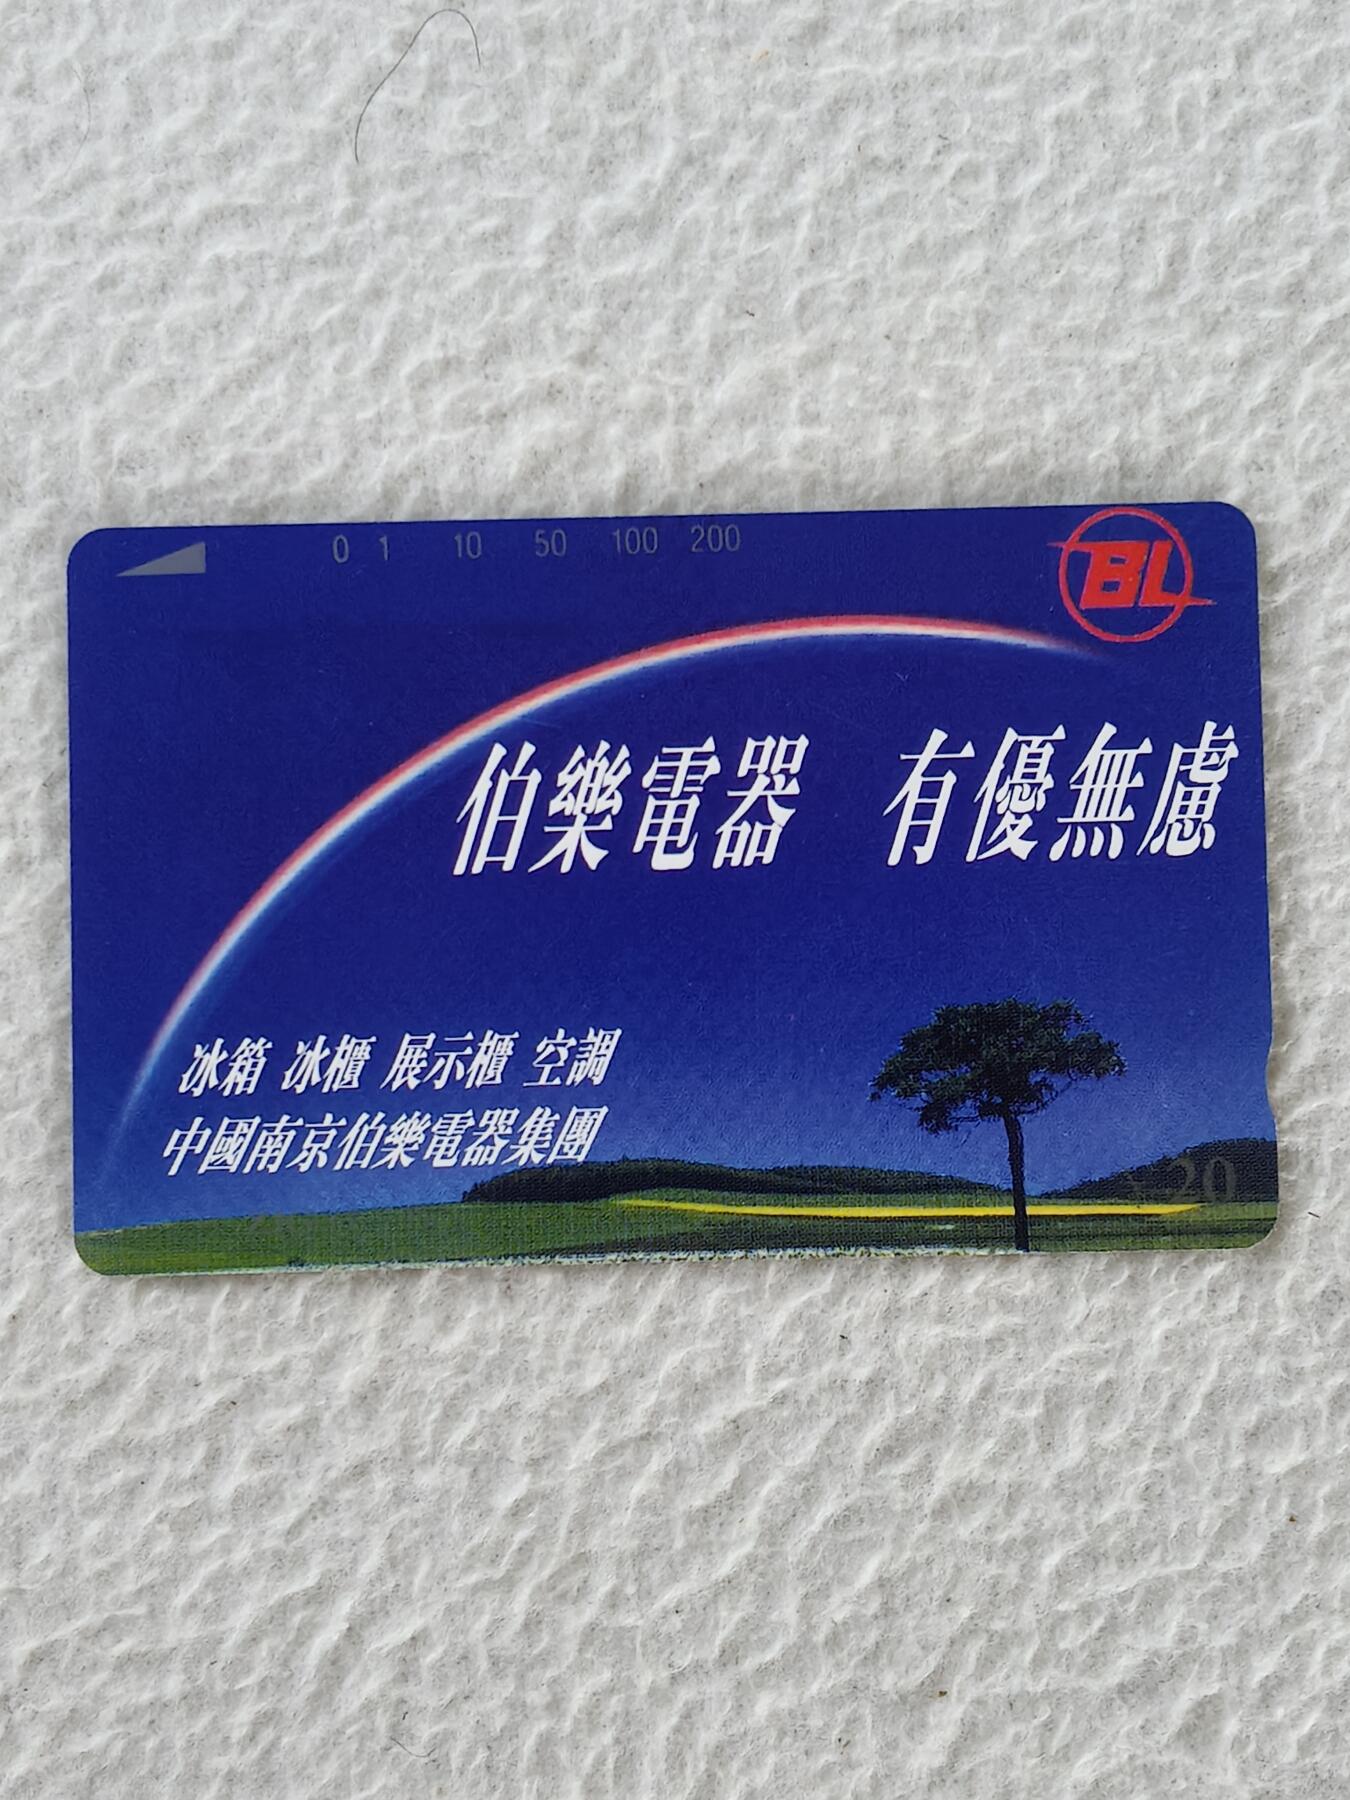 0 1 10 50 100 200
BL
伯樂電器 有優無慮
冰箱 冰櫃 展示櫃 空調
中國南京伯樂電器集團
20